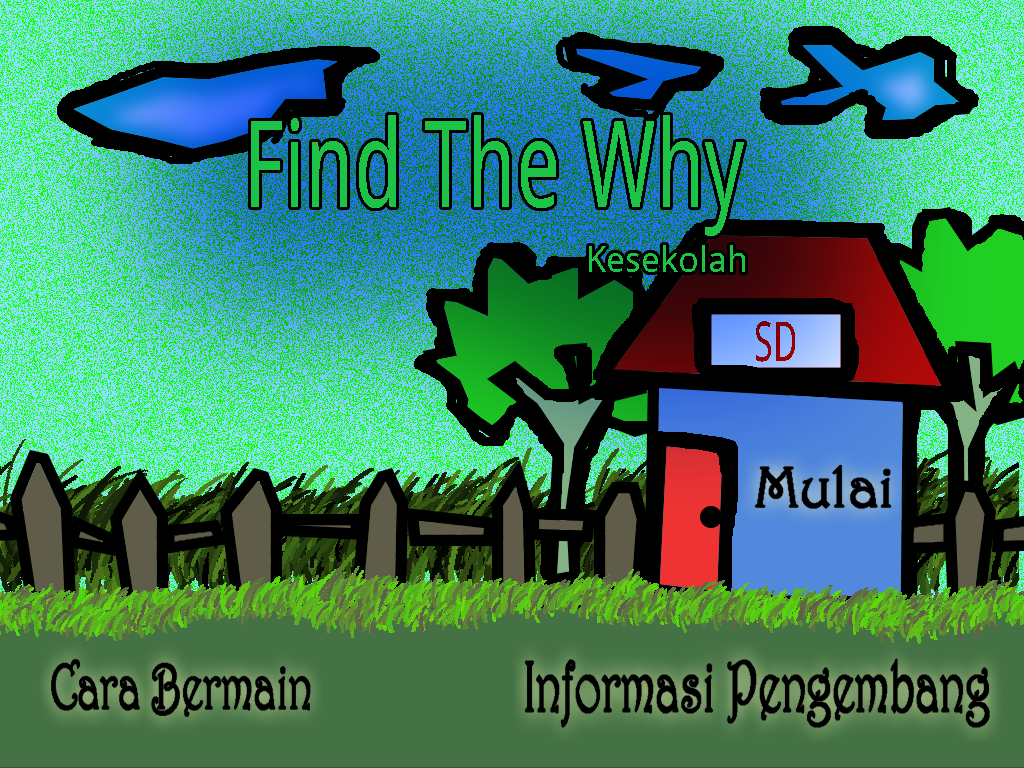 Find The Why
Kesekolah
SD
Mulai
Cara Bermain
Informasi Pengembang